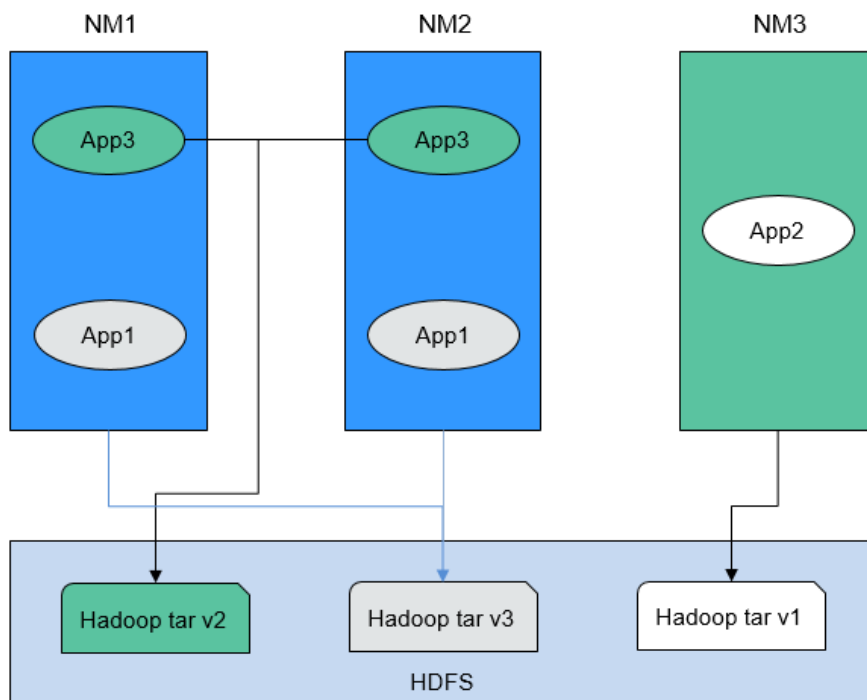 NM1
NM2
NM3
App3
App3
App2
App1
App1
Hadoop tar v2
Hadoop tar v3
Hadoop tar v1
HDFS